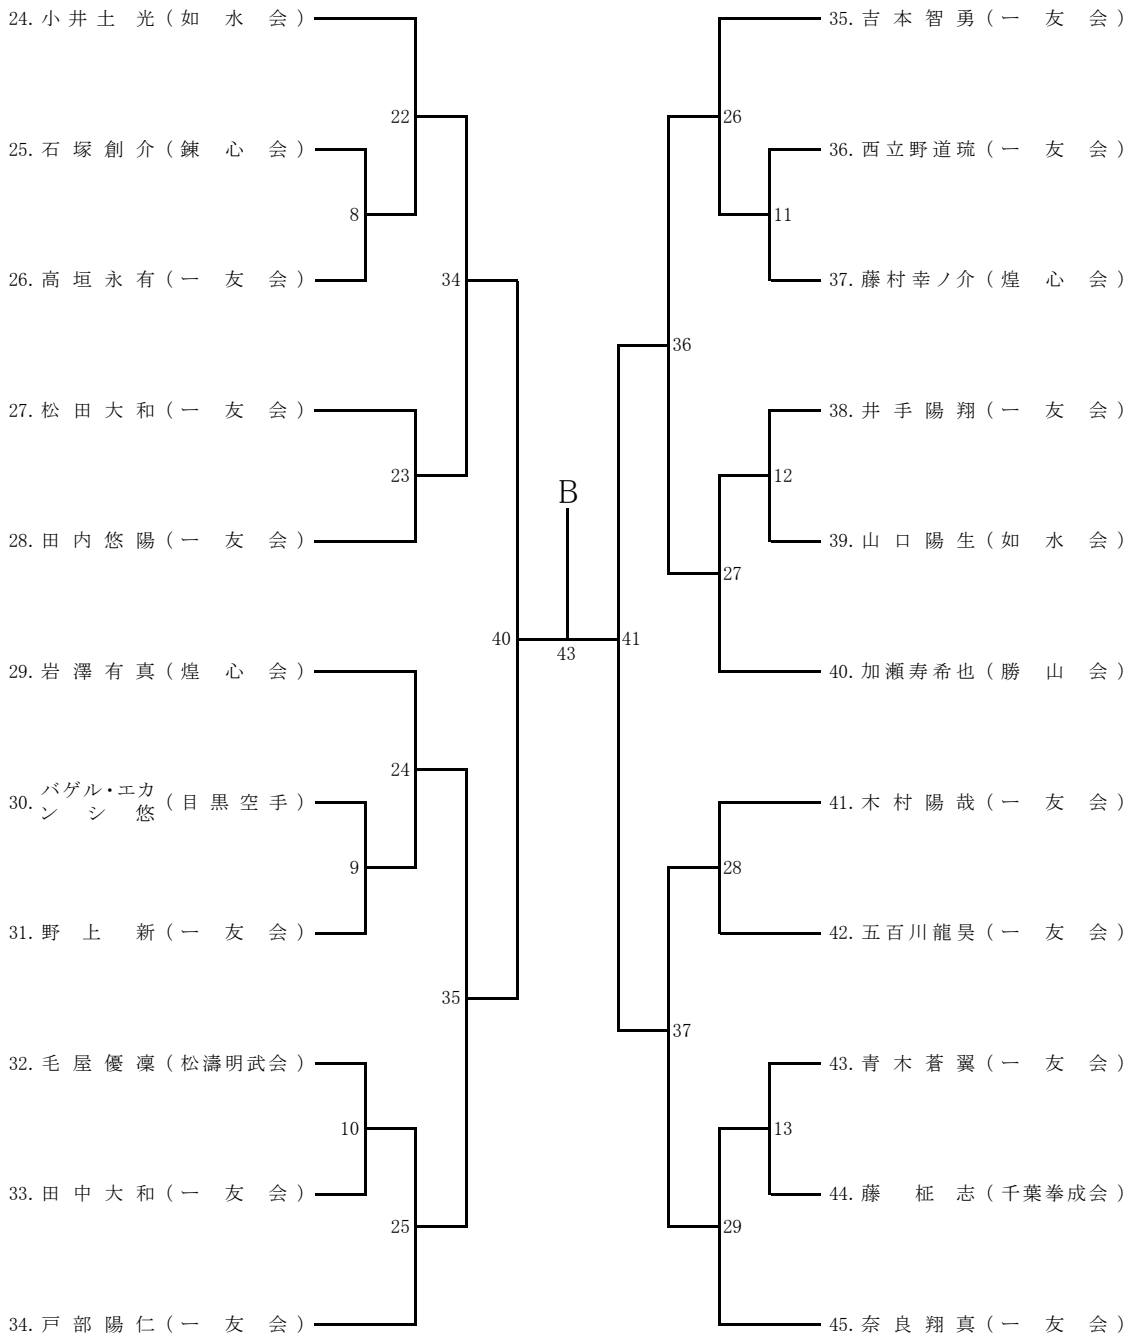 24. 小井土 光 (如水会)
22
25. 石塚創介 (錬心会)
8
26. 高垣永有 (一友会)
34
27. 松田大和 (一友会)
23
28. 田内悠陽 (一友会)
40
29. 岩澤有真 (煌心会)
24
30. バゲル・エカ
ンシ悠 (目黒空手)
9
31. 野上 新 (一友会)
35
32. 毛屋優凜 (松濤明武会)
10
33. 田中大和 (一友会)
25
34. 戸部陽仁 (一友会)
B
43
35. 吉本智勇 (一友会)
26
36. 西立野道琉 (一友会)
11
37. 藤村幸ノ介 (煌心会)
36
38. 井手陽翔 (一友会)
12
39. 山口陽生 (如水会)
27
41
40. 加瀬寿希也 (勝山会)
41. 木村陽哉 (一友会)
28
42. 五百川龍昊 (一友会)
37
43. 青木蒼翼 (一友会)
13
44. 藤 柾志 (千葉拳成会)
29
45. 奈良翔真 (一友会)